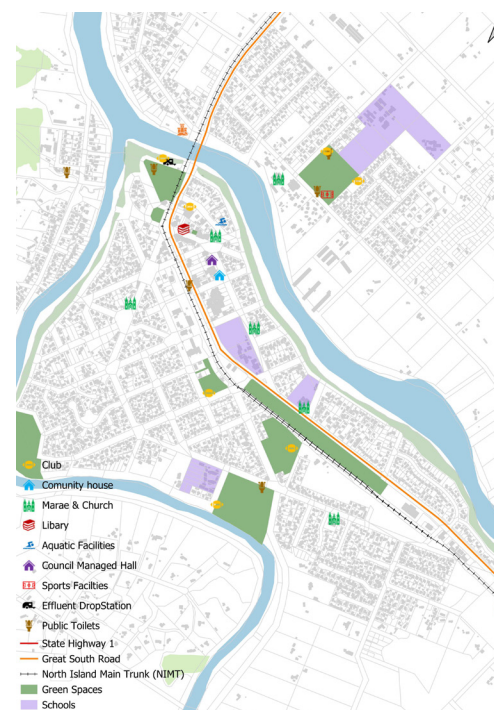 Club
Comunity house
Marae & Church
Libary
Aquatic Facilities
Council Managed Hall
Sports Facilties
Effluent DropStation
Public Toilets
State Highway 1
Great South Road
North Island Main Trunk (NIMT)
Green Spaces
Schools